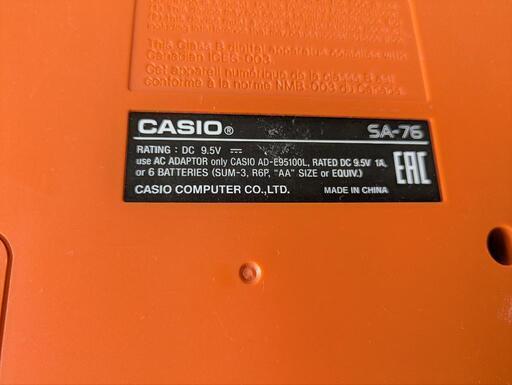 This Class B digital apparatus complies with
Canadian ICES-003
Cet appareil numérique de la classe B est
conforme à la norme NMB-003 du Canada
CASIO® SA-76
RATING : DC 9.5V ⎓
use AC ADAPTOR only CASIO AD-E95100L, RATED DC 9.5V 1A,
or 6 BATTERIES (SUM-3, R6P, "AA" SIZE or EQUIV.)
EAC
CASIO COMPUTER CO.,LTD. MADE IN CHINA